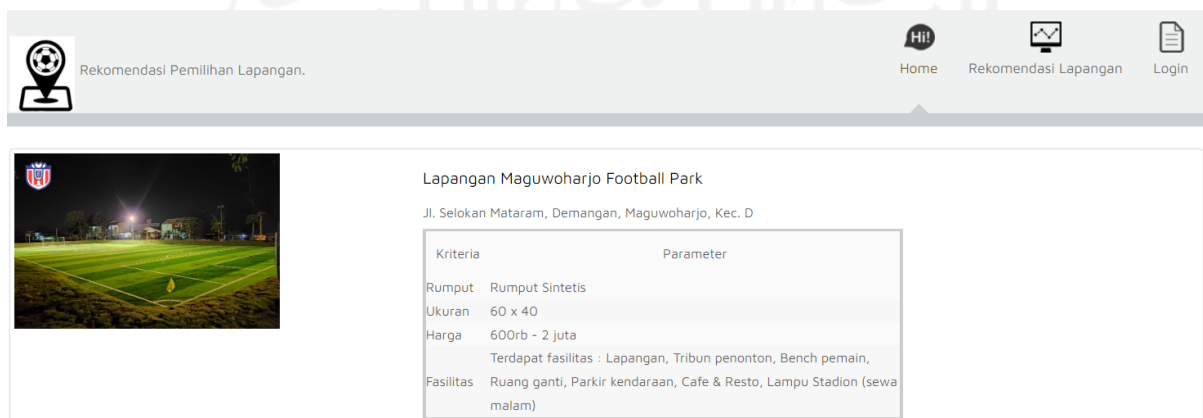 Hi!
Home
Rekomendasi Lapangan
Login
Rekomendasi Pemilihan Lapangan.
Lapangan Maguwoharjo Football Park
Jl. Selokan Mataram, Demangan, Maguwoharjo, Kec. D
Kriteria Parameter
Rumput Rumput Sintetis
Ukuran 60 x 40
Harga 600rb - 2 juta
Terdapat fasilitas : Lapangan, Tribun penonton, Bench pemain,
Fasilitas Ruang ganti, Parkir kendaraan, Cafe & Resto, Lampu Stadion (sewa
malam)